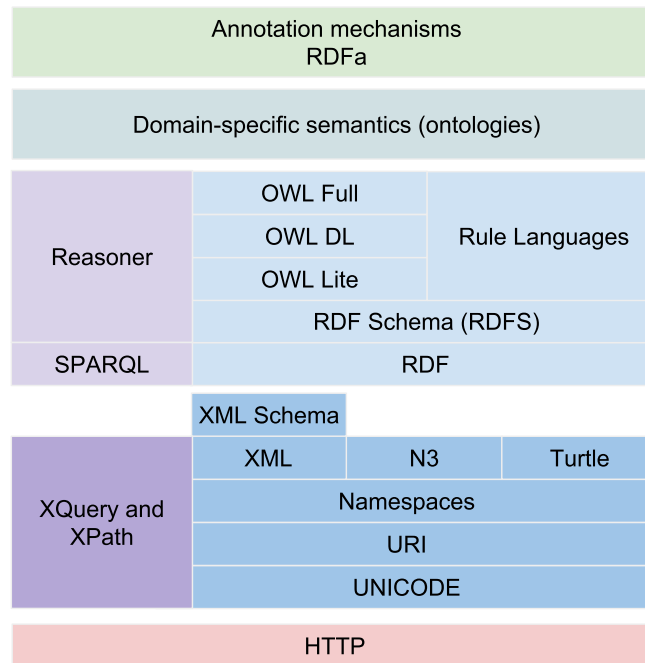 Annotation mechanisms
RDFa
Domain-specific semantics (ontologies)
Reasoner
OWL Full
OWL DL
OWL Lite
Rule Languages
RDF Schema (RDFS)
SPARQL
RDF
XML Schema
XQuery and
XPath
XML
N3
Turtle
Namespaces
URI
UNICODE
HTTP